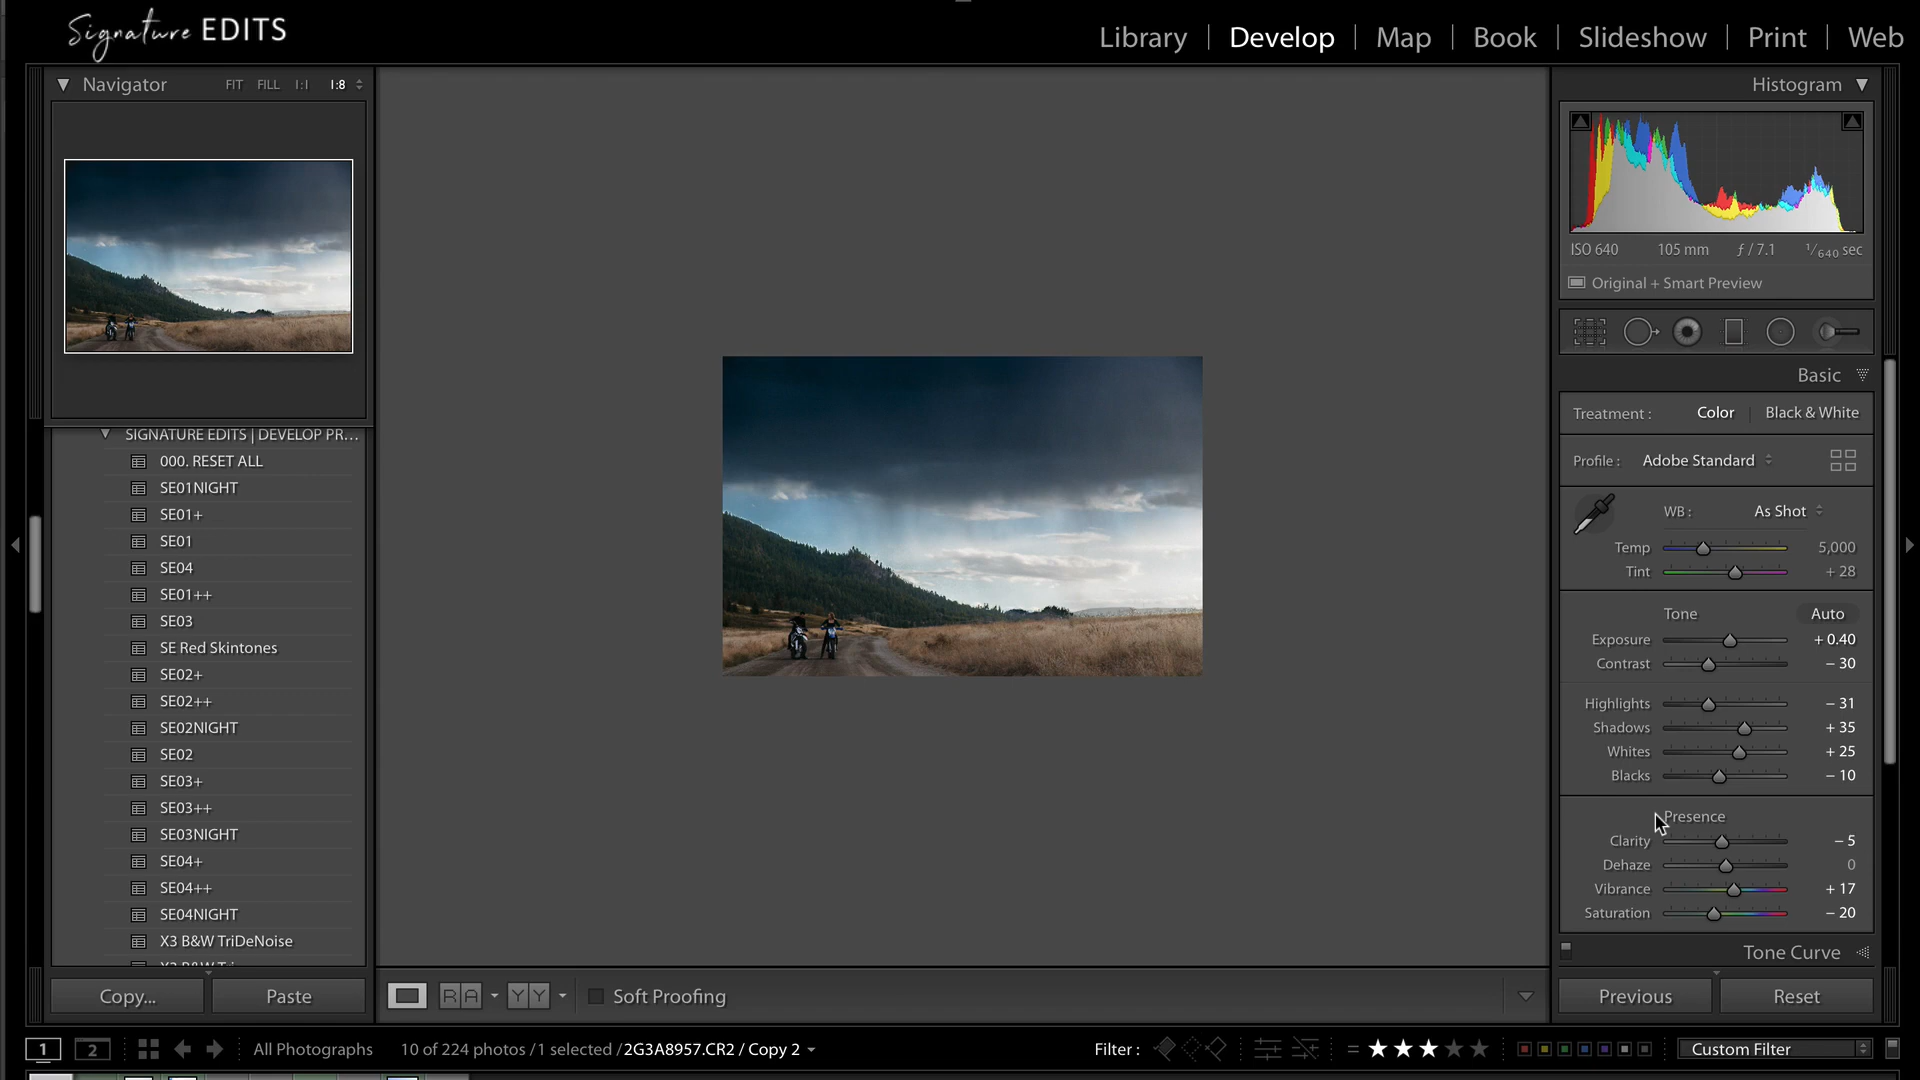 Signature EDITS
Library | Develop | Map | Book | Slideshow | Print | Web
Navigator FIT FILL 1:1 1:8
SIGNATURE EDITS | DEVELOP PR...
000. RESET ALL
SE01NIGHT
SE01+
SE01
SE04
SE01++
SE03
SE Red Skintones
SE02+
SE02++
SE02NIGHT
SE02
SE03+
SE03++
SE03NIGHT
SE04+
SE04++
SE04NIGHT
X3 B&W TriDeNoise
Copy... Paste
R A Y Y Soft Proofing
Histogram
ISO 640 105 mm ƒ / 7.1 1/640 sec
Original + Smart Preview
Basic
Treatment : Color | Black & White
Profile : Adobe Standard
WB : As Shot
Temp 5,000
Tint + 28
Tone Auto
Exposure + 0.40
Contrast – 30
Highlights – 31
Shadows + 35
Whites + 25
Blacks – 10
Presence
Clarity – 5
Dehaze 0
Vibrance + 17
Saturation – 20
Tone Curve
Previous Reset
1 2 All Photographs 10 of 224 photos /1 selected /2G3A8957.CR2 / Copy 2 Filter : = ★★★★★ Custom Filter